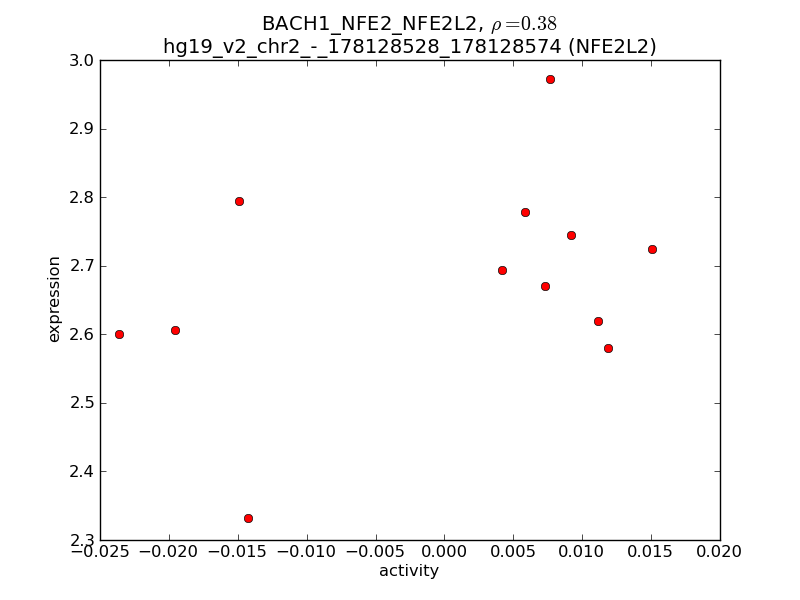 BACH1_NFE2_NFE2L2, ρ=0.38
hg19_v2_chr2_-_178128528_178128574 (NFE2L2)
3.0
2.9
2.8
2.7
2.6
2.5
2.4
2.3
expression
−0.025 −0.020 −0.015 −0.010 −0.005 0.000 0.005 0.010 0.015 0.020
activity